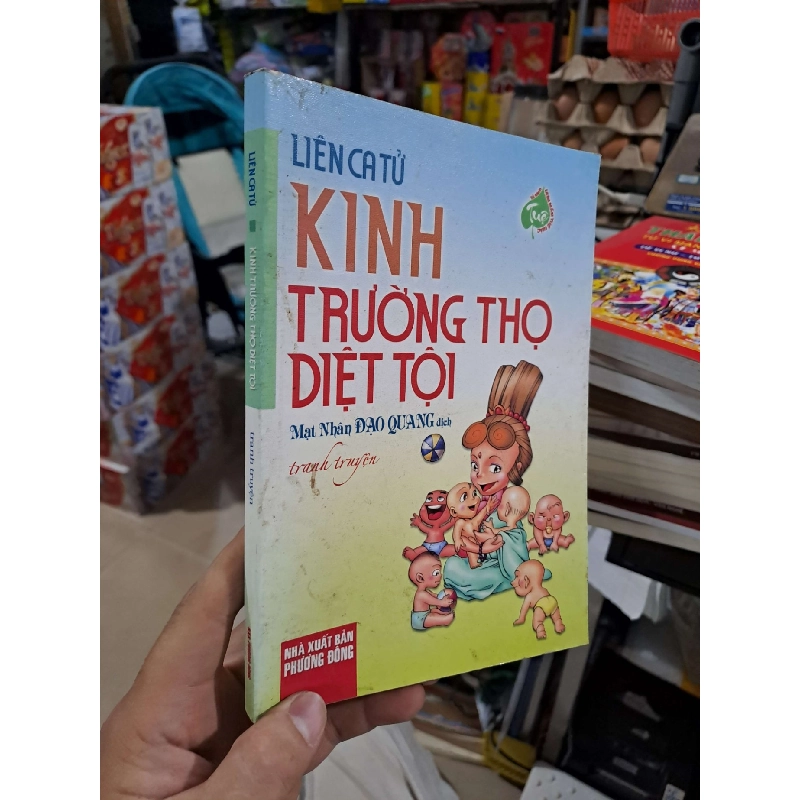 LIÊN CA TỬ
KINH
TRƯỜNG THỌ
DIỆT TỘI
Mạt Nhân ĐẠO QUANG dịch
tranh truyện
NHÀ XUẤT BẢN
PHƯƠNG ĐÔNG
Tuệ
LIÊN CA TỬ
KINH TRƯỜNG THỌ DIỆT TỘI
tranh truyện